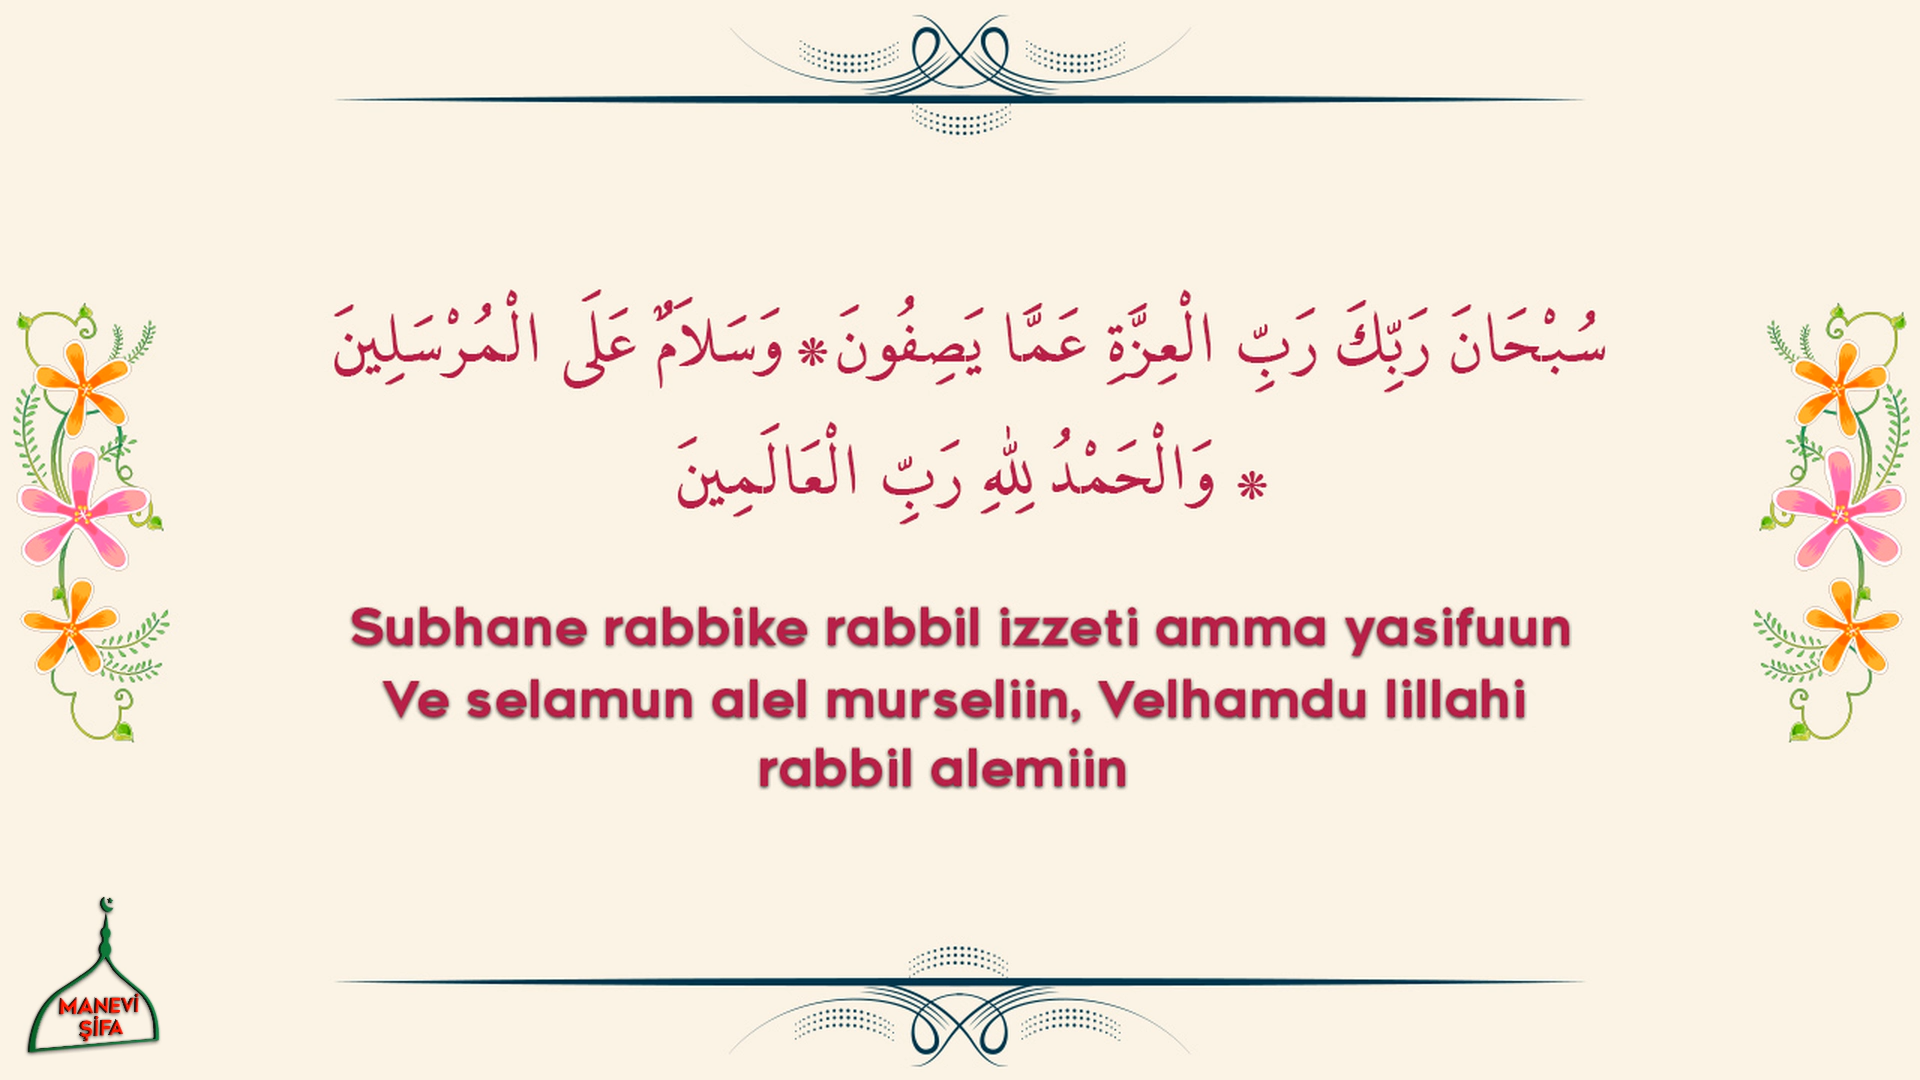 سُبْحَانَ رَبِّكَ رَبِّ الْعِزَّةِ عَمَّا يَصِفُونَ* وَسَلاَمٌ عَلَى الْمُرْسَلِينَ
* وَالْحَمْدُ لِلّٰهِ رَبِّ الْعَالَمِينَ
Subhane rabbike rabbil izzeti amma yasifuun
Ve selamun alel murseliin, Velhamdu lillahi
rabbil alemiin
MANEVİ
ŞİFA